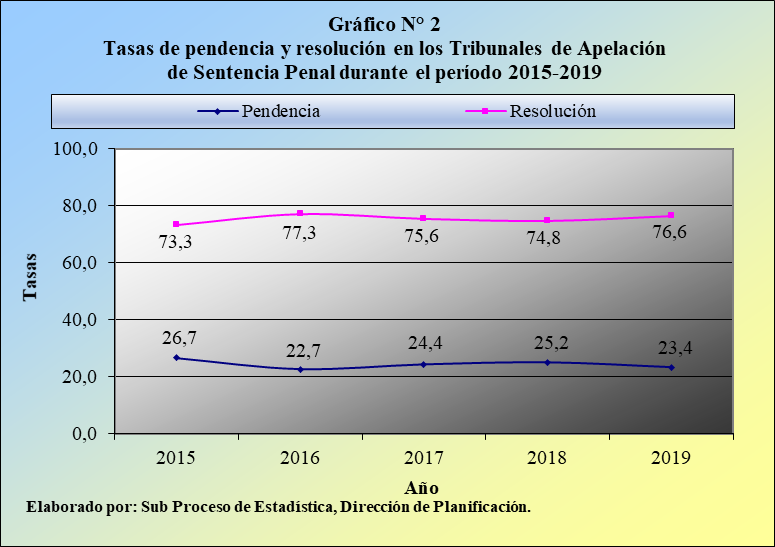 Gráfico N° 2
Tasas de pendencia y resolución en los Tribunales de Apelación
de Sentencia Penal durante el período 2015-2019
Pendencia Resolución
100,0
80,0
60,0
40,0
20,0
0,0
Tasas
73,3 77,3 75,6 74,8 76,6
26,7 22,7 24,4 25,2 23,4
2015 2016 2017 2018 2019
Año
Elaborado por: Sub Proceso de Estadística, Dirección de Planificación.